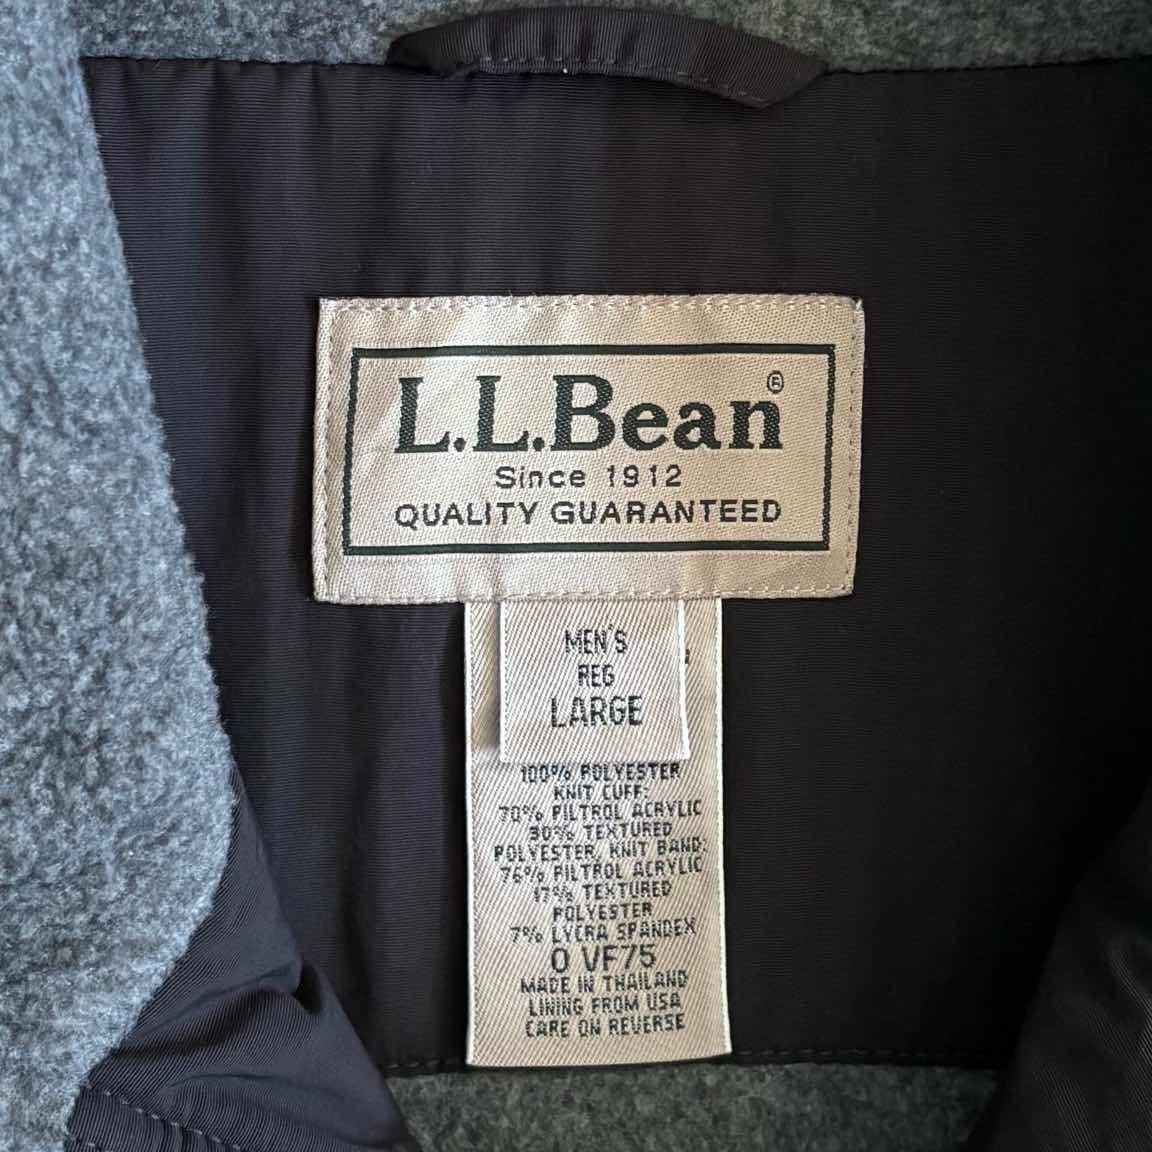 L.L.Bean®
Since 1912
QUALITY GUARANTEED
MEN'S
REG
LARGE
100% POLYESTER
KNIT CUFF:
70% PILTROL ACRYLIC
30% TEXTURED
POLYESTER, KNIT BAND:
76% PILTROL ACRYLIC
17% TEXTURED
POLYESTER
7% LYCRA SPANDEX
0 VF75
MADE IN THAILAND
LINING FROM USA
CARE ON REVERSE